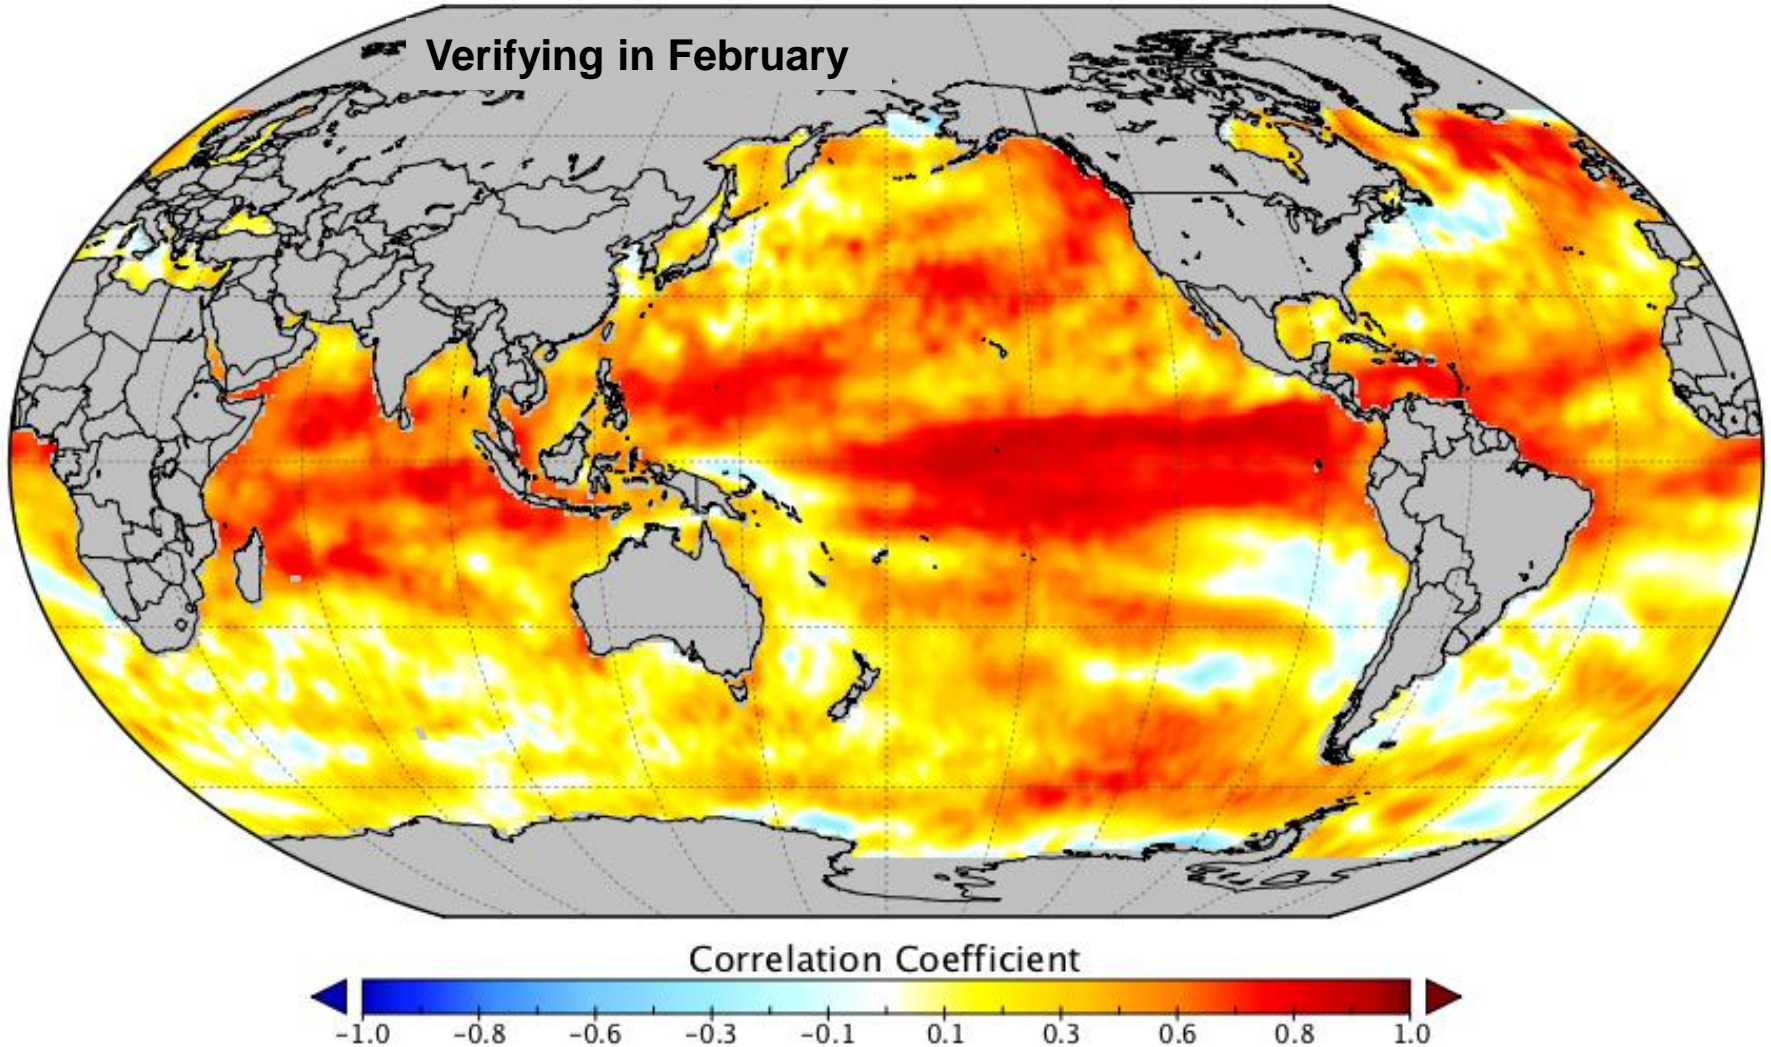 Verifying in February
Correlation Coefficient
−1.0 −0.8 −0.6 −0.3 −0.1 0.1 0.3 0.6 0.8 1.0